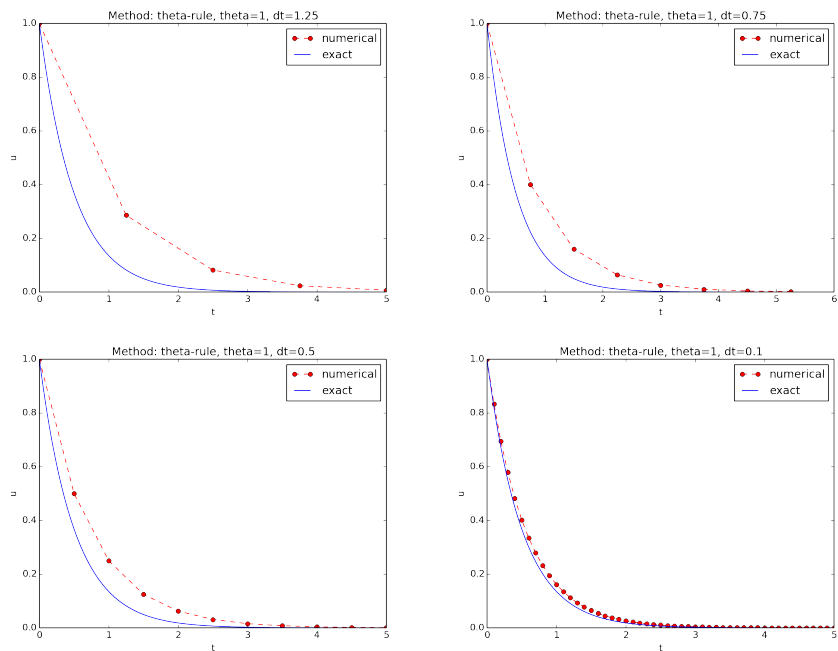 Method: theta-rule, theta=1, dt=1.25
numerical
exact
1.0
0.8
0.6
0.4
0.2
0.0
u
0 1 2 3 4 5
t
Method: theta-rule, theta=1, dt=0.75
numerical
exact
1.0
0.8
0.6
0.4
0.2
0.0
u
0 1 2 3 4 5 6
t
Method: theta-rule, theta=1, dt=0.5
numerical
exact
1.0
0.8
0.6
0.4
0.2
0.0
u
0 1 2 3 4 5
t
Method: theta-rule, theta=1, dt=0.1
numerical
exact
1.0
0.8
0.6
0.4
0.2
0.0
u
0 1 2 3 4 5
t